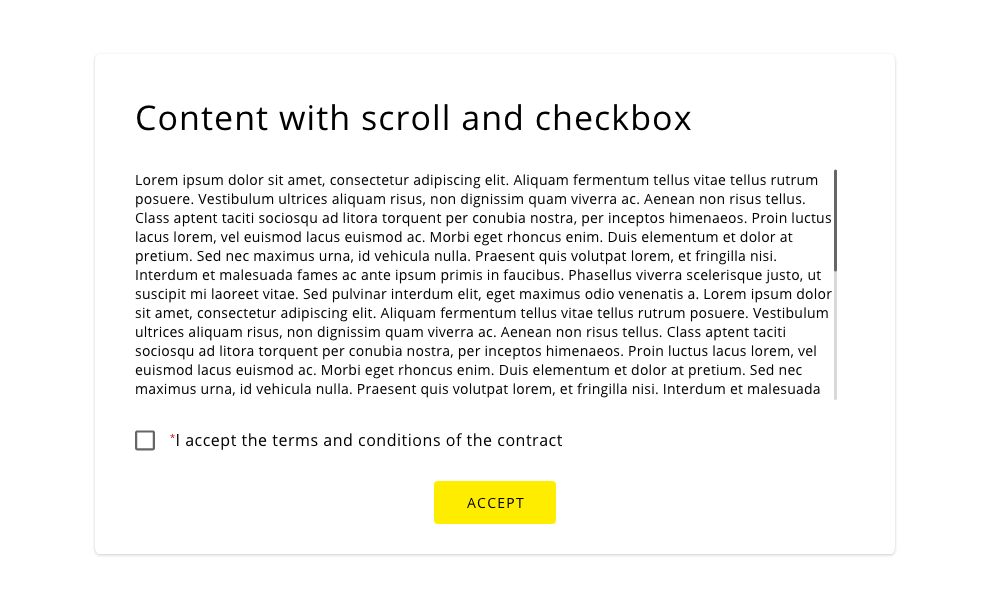 Content with scroll and checkbox
Lorem ipsum dolor sit amet, consectetur adipiscing elit. Aliquam fermentum tellus vitae tellus rutrum
posuere. Vestibulum ultrices aliquam risus, non dignissim quam viverra ac. Aenean non risus tellus.
Class aptent taciti sociosqu ad litora torquent per conubia nostra, per inceptos himenaeos. Proin luctus
lacus lorem, vel euismod lacus euismod ac. Morbi eget rhoncus enim. Duis elementum et dolor at
pretium. Sed nec maximus urna, id vehicula nulla. Praesent quis volutpat lorem, et fringilla nisi.
Interdum et malesuada fames ac ante ipsum primis in faucibus. Phasellus viverra scelerisque justo, ut
suscipit mi laoreet vitae. Sed pulvinar interdum elit, eget maximus odio venenatis a. Lorem ipsum dolor
sit amet, consectetur adipiscing elit. Aliquam fermentum tellus vitae tellus rutrum posuere. Vestibulum
ultrices aliquam risus, non dignissim quam viverra ac. Aenean non risus tellus. Class aptent taciti
sociosqu ad litora torquent per conubia nostra, per inceptos himenaeos. Proin luctus lacus lorem, vel
euismod lacus euismod ac. Morbi eget rhoncus enim. Duis elementum et dolor at pretium. Sed nec
maximus urna, id vehicula nulla. Praesent quis volutpat lorem, et fringilla nisi. Interdum et malesuada
*I accept the terms and conditions of the contract
ACCEPT